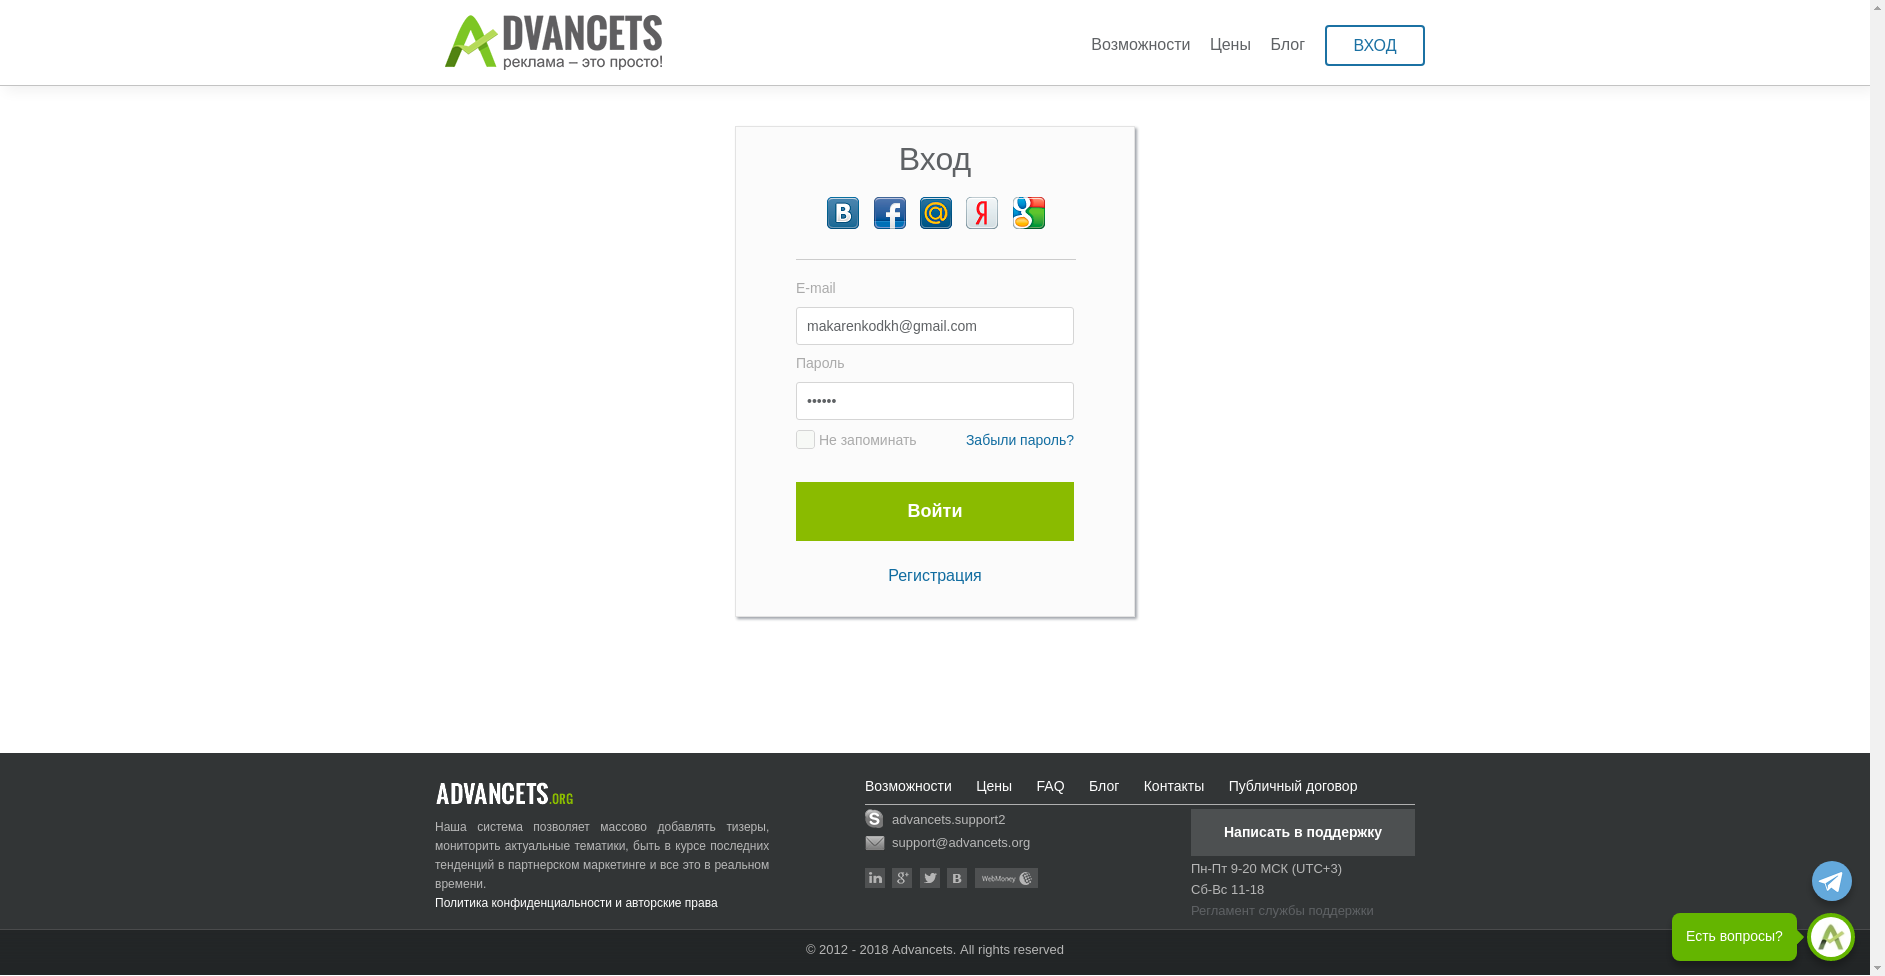 ADVANCETS
реклама – это просто!
Возможности Цены Блог ВХОД
Вход
E-mail
makarenkodkh@gmail.com
Пароль
••••••
Не запоминать Забыли пароль?
Войти
Регистрация
ADVANCETS.ORG
Наша система позволяет массово добавлять тизеры,
мониторить актуальные тематики, быть в курсе последних
тенденций в партнерском маркетинге и все это в реальном
времени.
Политика конфиденциальности и авторские права
Возможности Цены FAQ Блог Контакты Публичный договор
advancets.support2
support@advancets.org
WebMoney
Написать в поддержку
Пн-Пт 9-20 МСК (UTC+3)
Сб-Вс 11-18
Регламент службы поддержки
Есть вопросы?
© 2012 - 2018 Advancets. All rights reserved